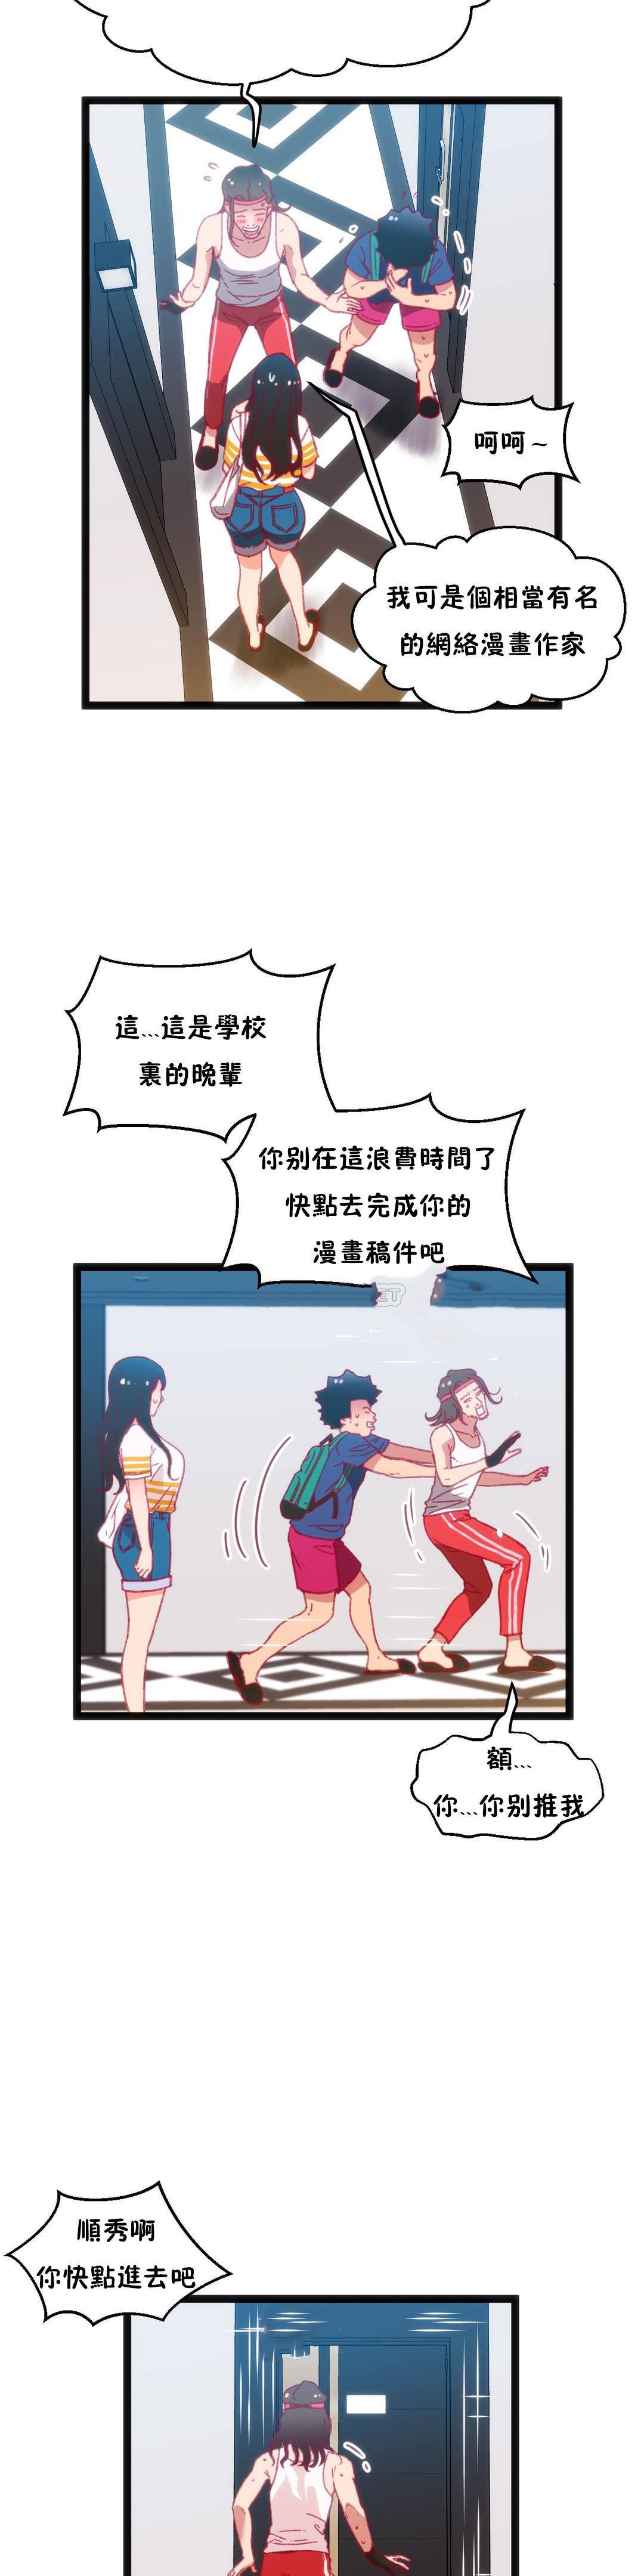 呵呵~
我可是個相當有名
的網絡漫畫作家
這...這是學校
裏的晚輩
你别在這浪費時間了
快點去完成你的
漫畫稿件吧
ET
額...
你...你别推我
順秀啊
你快點進去吧